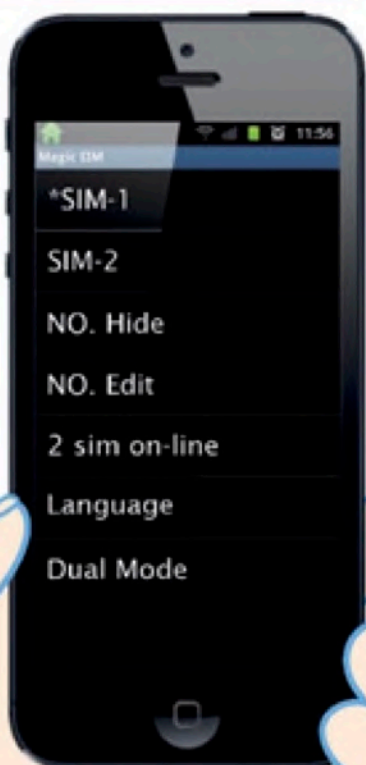 11:56
Magic SIM
*SIM-1
SIM-2
NO. Hide
NO. Edit
2 sim on-line
Language
Dual Mode